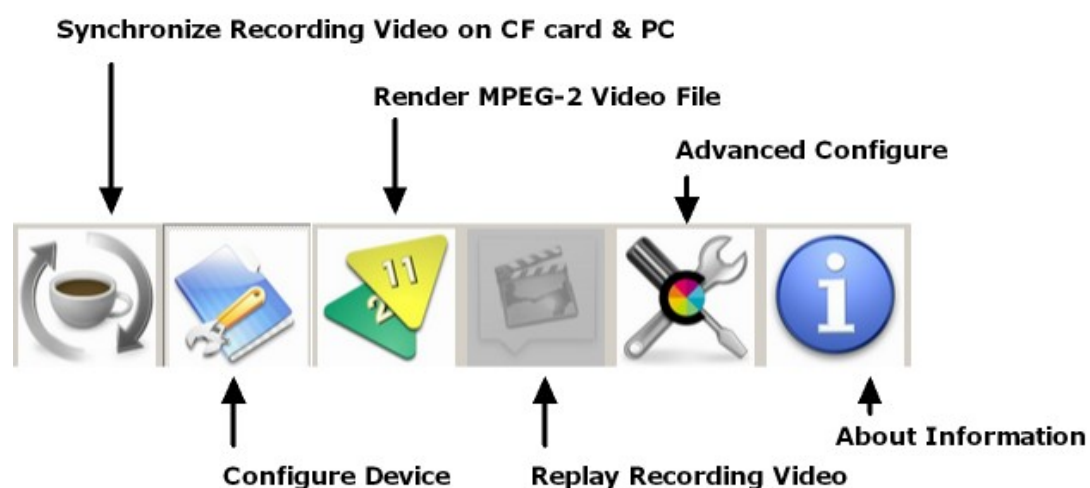 Synchronize Recording Video on CF card & PC
Render MPEG-2 Video File
Advanced Configure
11
2
i
About Information
Configure Device
Replay Recording Video